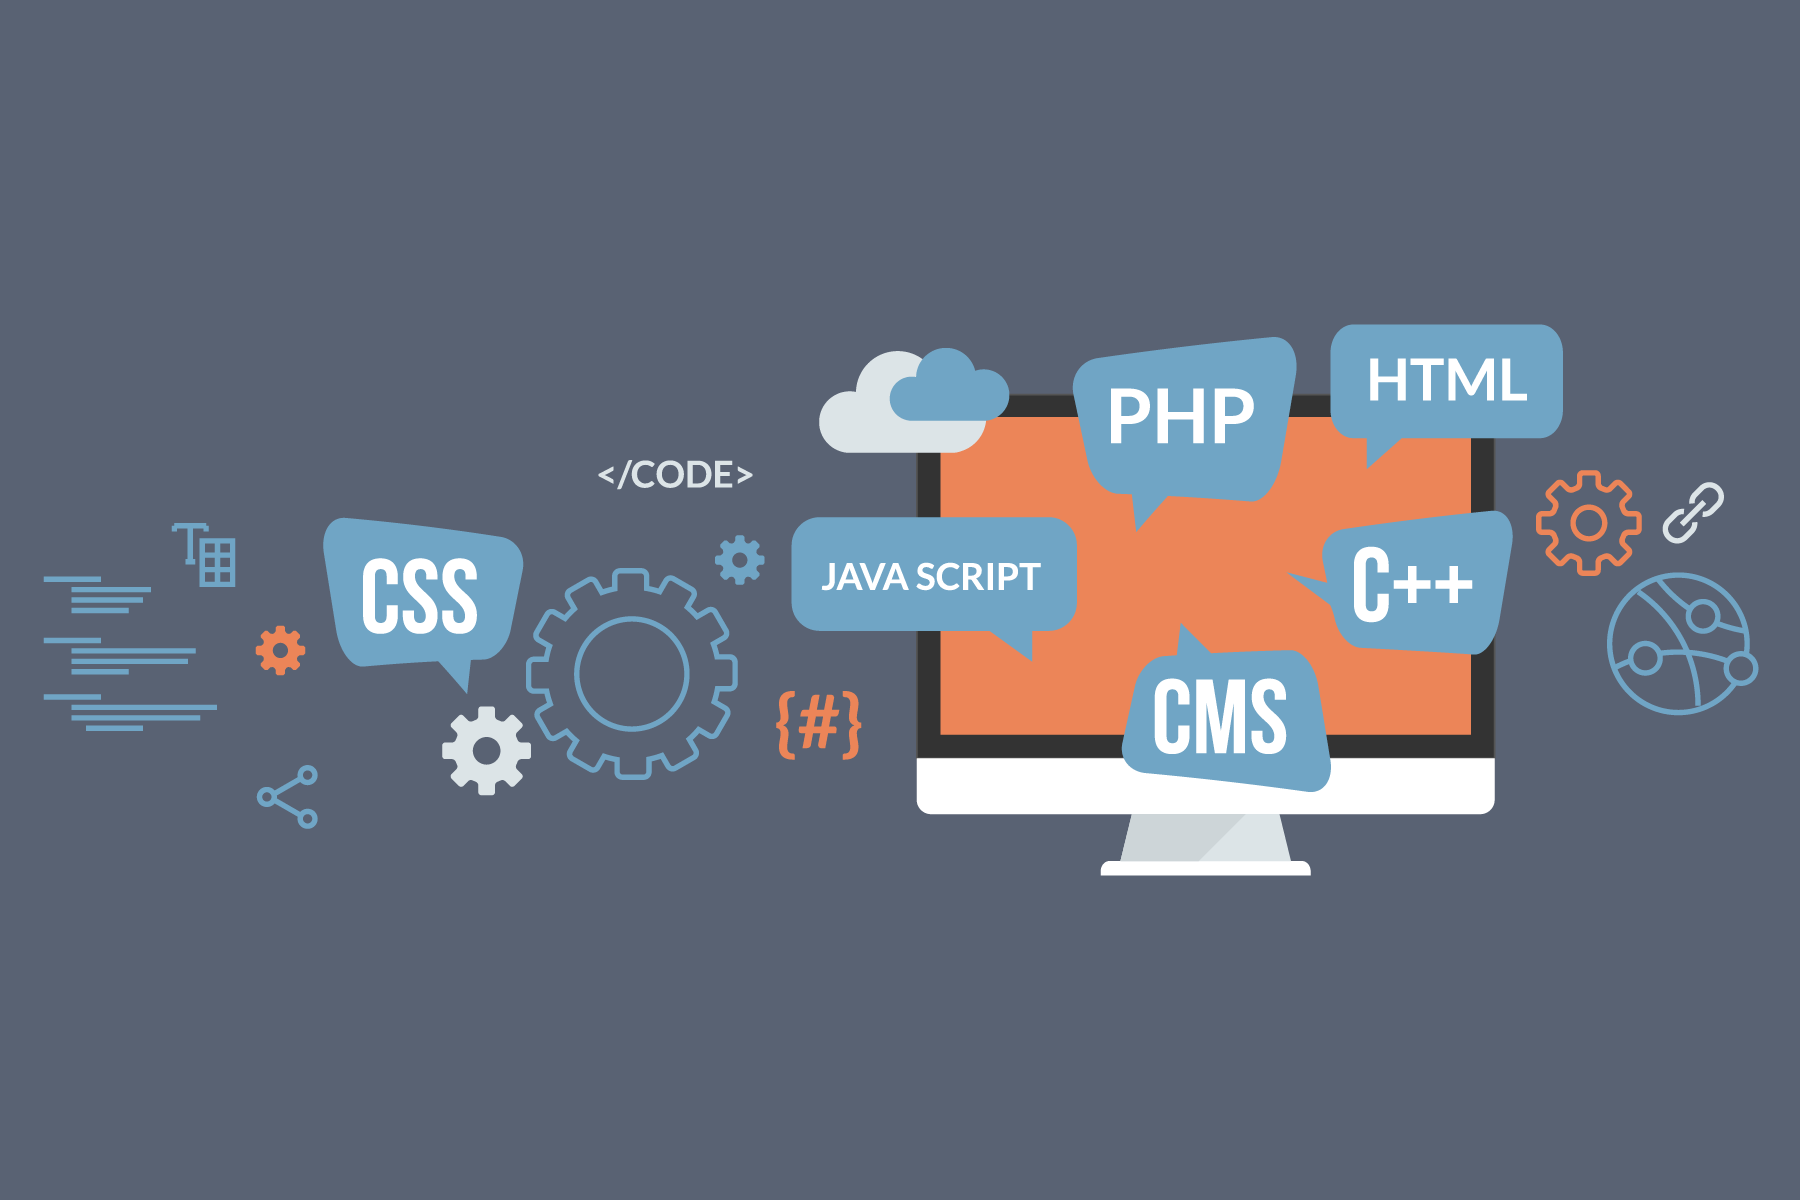 HTML
PHP
</CODE>
JAVA SCRIPT
C++
CSS
{#}
CMS